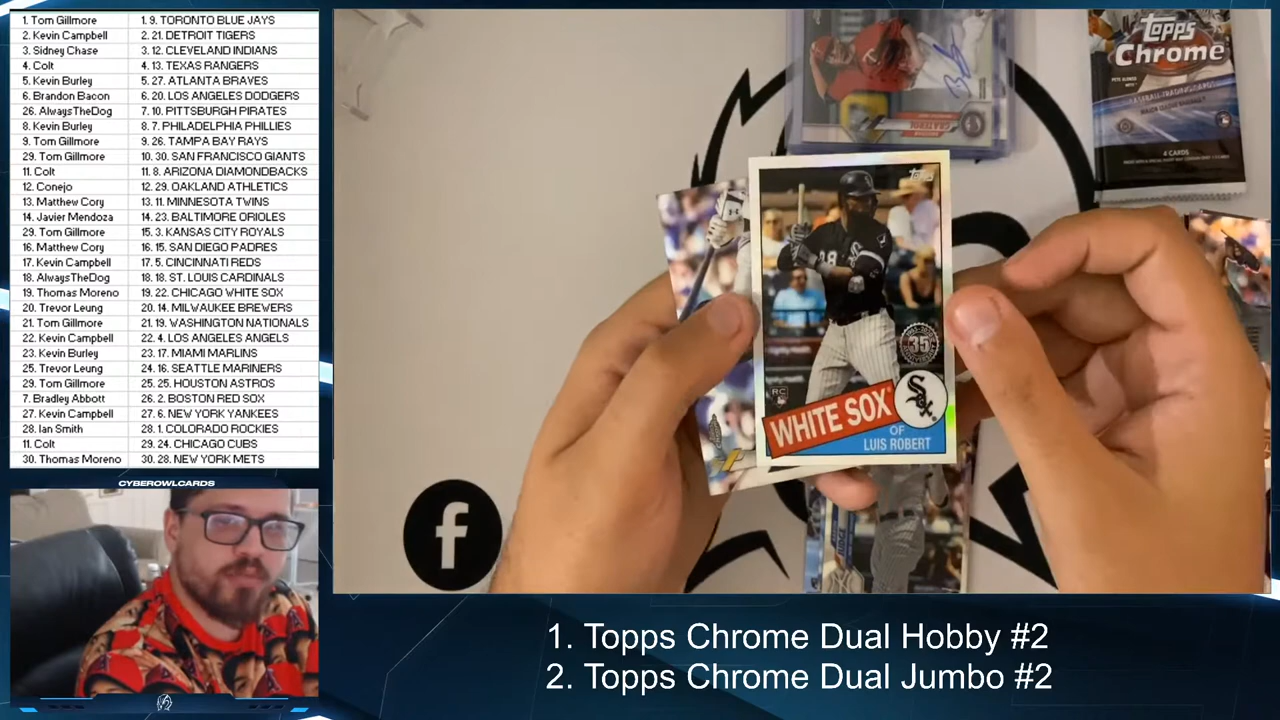 1. Tom Gillmore 1. 9. TORONTO BLUE JAYS
2. Kevin Campbell 2. 21. DETROIT TIGERS
3. Sidney Chase 3. 12. CLEVELAND INDIANS
4. Colt 4. 13. TEXAS RANGERS
5. Kevin Burley 5. 27. ATLANTA BRAVES
6. Brandon Bacon 6. 20. LOS ANGELES DODGERS
26. AlwaysTheDog 7. 10. PITTSBURGH PIRATES
8. Kevin Burley 8. 7. PHILADELPHIA PHILLIES
9. Tom Gillmore 9. 26. TAMPA BAY RAYS
29. Tom Gillmore 10. 30. SAN FRANCISCO GIANTS
11. Colt 11. 8. ARIZONA DIAMONDBACKS
12. Conejo 12. 29. OAKLAND ATHLETICS
13. Matthew Cory 13. 11. MINNESOTA TWINS
14. Javier Mendoza 14. 23. BALTIMORE ORIOLES
29. Tom Gillmore 15. 3. KANSAS CITY ROYALS
16. Matthew Cory 16. 15. SAN DIEGO PADRES
17. Kevin Campbell 17. 5. CINCINNATI REDS
18. AlwaysTheDog 18. 18. ST. LOUIS CARDINALS
19. Thomas Moreno 19. 22. CHICAGO WHITE SOX
20. Trevor Leung 20. 14. MILWAUKEE BREWERS
21. Tom Gillmore 21. 19. WASHINGTON NATIONALS
22. Kevin Campbell 22. 4. LOS ANGELES ANGELS
23. Kevin Burley 23. 17. MIAMI MARLINS
25. Trevor Leung 24. 16. SEATTLE MARINERS
29. Tom Gillmore 25. 25. HOUSTON ASTROS
7. Bradley Abbott 26. 2. BOSTON RED SOX
27. Kevin Campbell 27. 6. NEW YORK YANKEES
28. Ian Smith 28. 1. COLORADO ROCKIES
11. Colt 29. 24. CHICAGO CUBS
30. Thomas Moreno 30. 28. NEW YORK METS
CYBEROWLCARDS
Topps
Chrome
4 CARDS
Topps
35
RC
WHITE SOX
Sox
OF
LUIS ROBERT
f
1. Topps Chrome Dual Hobby #2
2. Topps Chrome Dual Jumbo #2